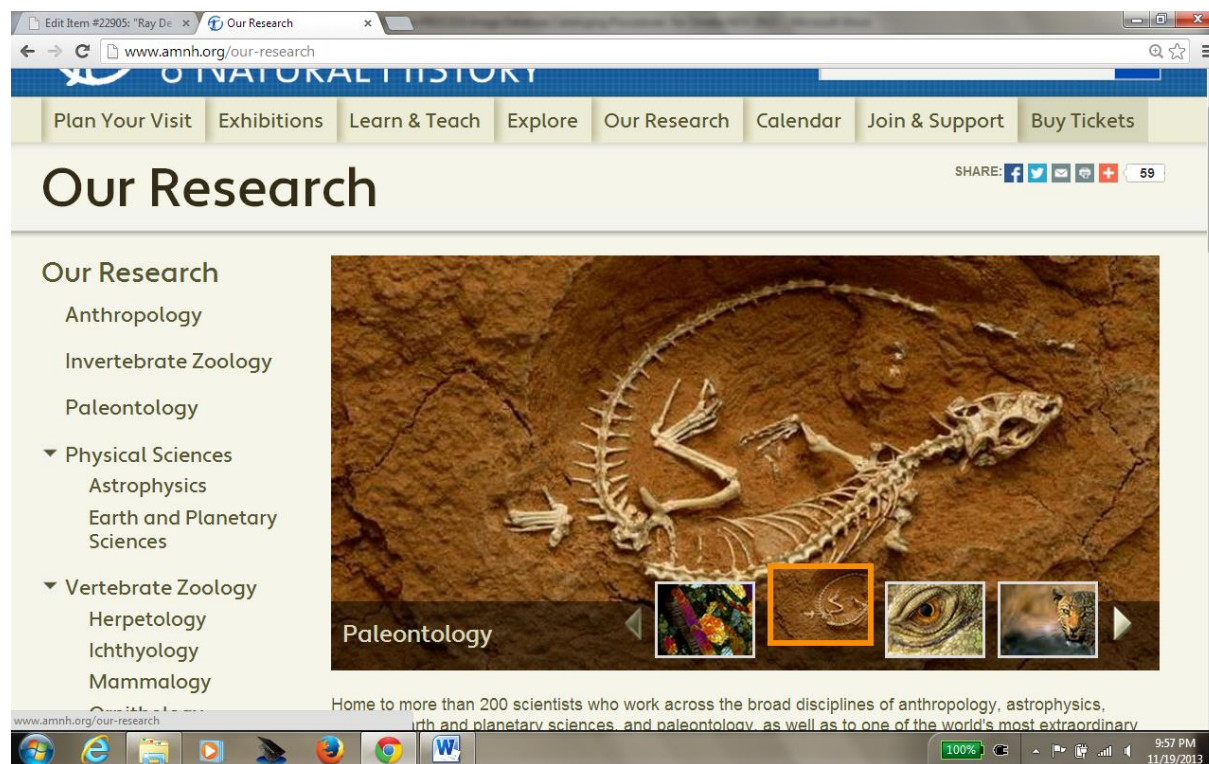 Edit Item #22905: "Ray De
Our Research
www.amnh.org/our-research
NATURAL HISTORY
Plan Your Visit
Exhibitions
Learn & Teach
Explore
Our Research
Calendar
Join & Support
Buy Tickets
Our Research
SHARE:
59
Our Research
Anthropology
Invertebrate Zoology
Paleontology
Physical Sciences
Astrophysics
Earth and Planetary
Sciences
Vertebrate Zoology
Herpetology
Ichthyology
Mammalogy
Paleontology
Home to more than 200 scientists who work across the broad disciplines of anthropology, astrophysics,
earth and planetary sciences, and paleontology, as well as to one of the world's most extraordinary
www.amnh.org/our-research
100%
9:57 PM
11/19/2013